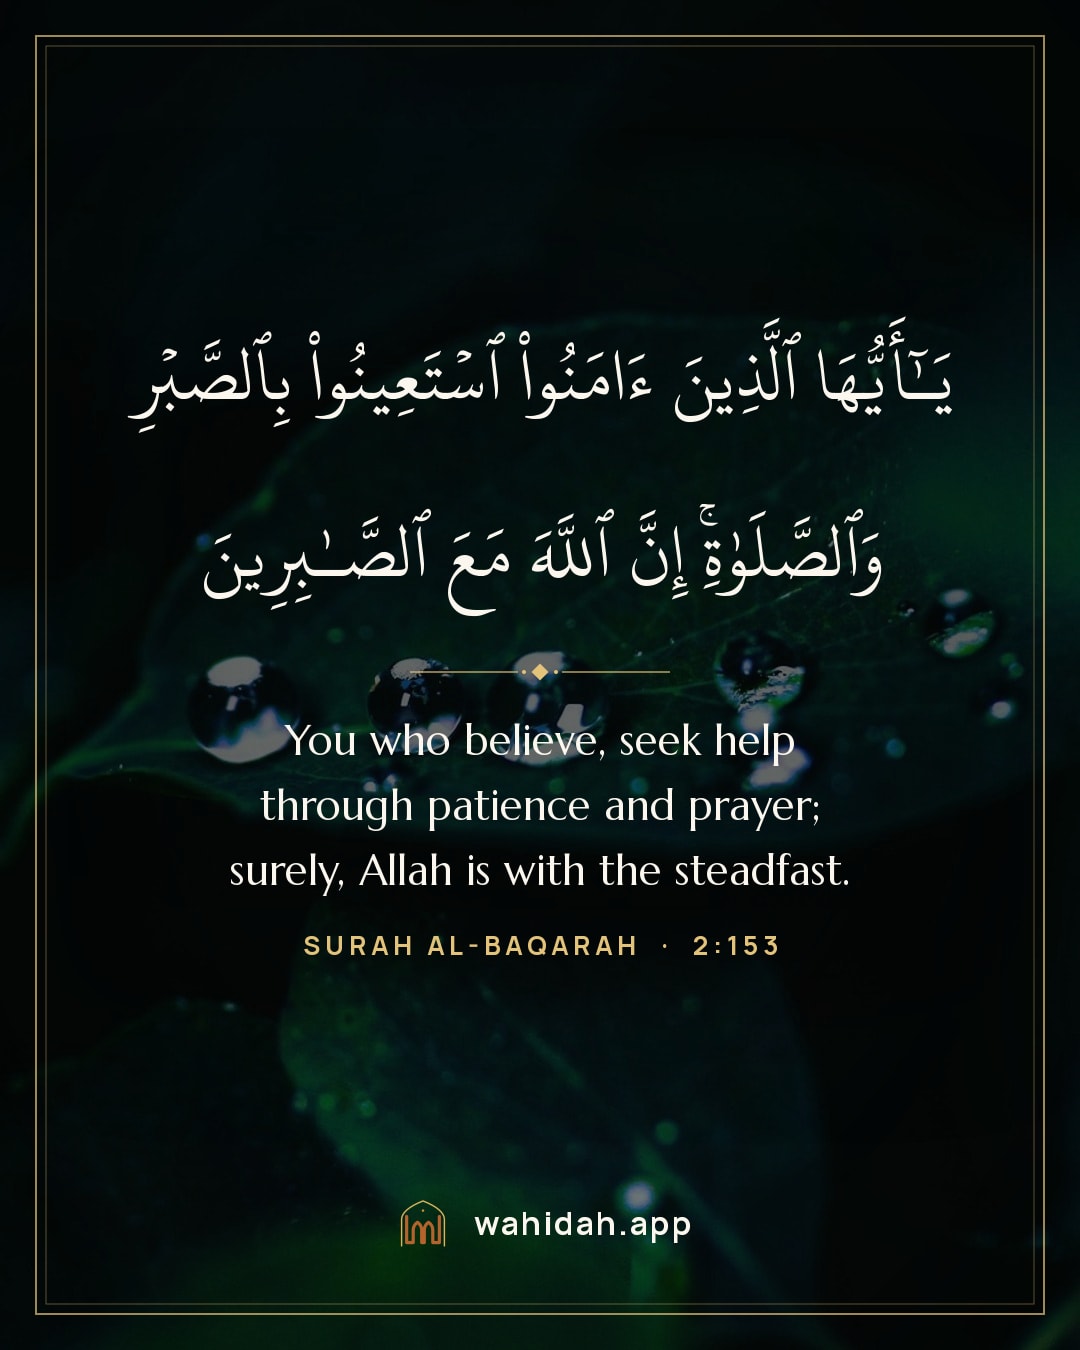 يَـٰٓأَيُّهَا ٱلَّذِينَ ءَامَنُوا۟ ٱسْتَعِينُوا۟ بِٱلصَّبْرِ
وَٱلصَّلَوٰةِ ۚ إِنَّ ٱللَّهَ مَعَ ٱلصَّـٰبِرِينَ
You who believe, seek help
through patience and prayer;
surely, Allah is with the steadfast.
SURAH AL-BAQARAH · 2:153
wahidah.app